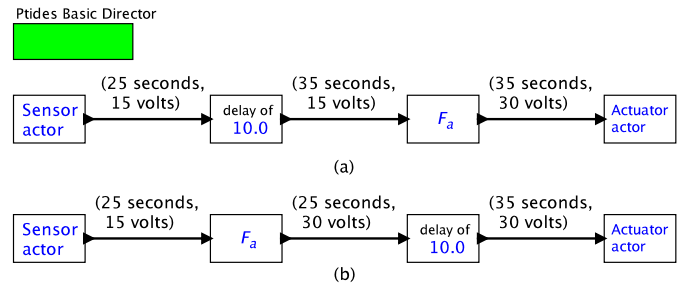 Ptides Basic Director
(25 seconds,
15 volts)
(35 seconds,
15 volts)
(35 seconds,
30 volts)
Sensor
actor
delay of
10.0
Fa
Actuator
actor
(a)
(25 seconds,
15 volts)
(25 seconds,
30 volts)
(35 seconds,
30 volts)
Sensor
actor
Fa
delay of
10.0
Actuator
actor
(b)